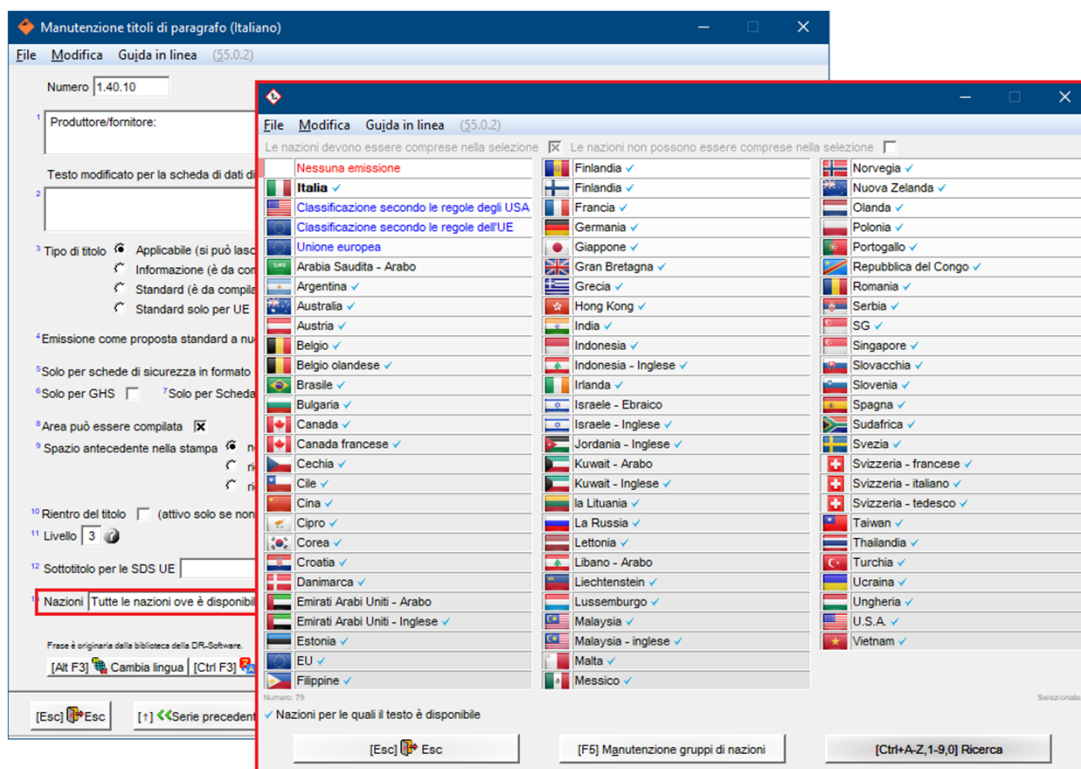 Manutenzione titoli di paragrafo (Italiano)
File Modifica Guida in linea (55.0.2)
Numero 1.40.10
1 Produttore/fornitore:
Testo modificato per la scheda di dati di
2
3 Tipo di titolo Applicabile (si può lasc
Informazione (è da com
Standard (è da compila
Standard solo per UE
4 Emissione come proposta standard a nu
5 Solo per schede di sicurezza in formato
6 Solo per GHS 7 Solo per Scheda
8 Area può essere compilata
9 Spazio antecedente nella stampa
10 Rientro del titolo (attivo solo se non
11 Livello 3
12 Sottotitolo per le SDS UE
Nazioni Tutte le nazioni ove è disponibil
Frase è originaria dalla biblioteca della DR-Software.
[Alt F3] Cambia lingua [Ctrl F3]
[Esc] Esc [↑] Serie precedent
File Modifica Guida in linea (55.0.2)
Le nazioni devono essere comprese nella selezione Le nazioni non possono essere comprese nella selezione
Nessuna emissione
Italia ✓
Classificazione secondo le regole degli USA
Classificazione secondo le regole dell'UE
Unione europea
Arabia Saudita - Arabo
Argentina ✓
Australia ✓
Austria ✓
Belgio ✓
Belgio olandese ✓
Brasile ✓
Bulgaria ✓
Canada ✓
Canada francese ✓
Cechia ✓
Cile ✓
Cina ✓
Cipro ✓
Corea ✓
Croatia ✓
Danimarca ✓
Emirati Arabi Uniti - Arabo
Emirati Arabi Uniti - Inglese ✓
Estonia ✓
EU ✓
Filippine ✓
Finlandia ✓
Finlandia ✓
Francia ✓
Germania ✓
Giappone ✓
Gran Bretagna ✓
Grecia ✓
Hong Kong ✓
India ✓
Indonesia ✓
Indonesia - Inglese ✓
Irlanda ✓
Israele - Ebraico
Israele - Inglese ✓
Jordania - Inglese ✓
Kuwait - Arabo
Kuwait - Inglese ✓
la Lituania ✓
La Russia ✓
Lettonia ✓
Libano - Arabo
Liechtenstein ✓
Lussemburgo ✓
Malaysia ✓
Malaysia - inglese ✓
Malta ✓
Messico ✓
Norvegia ✓
Nuova Zelanda ✓
Olanda ✓
Polonia ✓
Portogallo ✓
Repubblica del Congo ✓
Romania ✓
Serbia ✓
SG ✓
Singapore ✓
Slovacchia ✓
Slovenia ✓
Spagna ✓
Sudafrica ✓
Svezia ✓
Svizzeria - francese ✓
Svizzeria - italiano ✓
Svizzeria - tedesco ✓
Taiwan ✓
Thailandia ✓
Turchia ✓
Ucraina ✓
Ungheria ✓
U.S.A. ✓
Vietnam ✓
Numero: 79 Selezionate
✓ Nazioni per le quali il testo è disponibile
[Esc] Esc [F5] Manutenzione gruppi di nazioni [Ctrl+A-Z,1-9,0] Ricerca